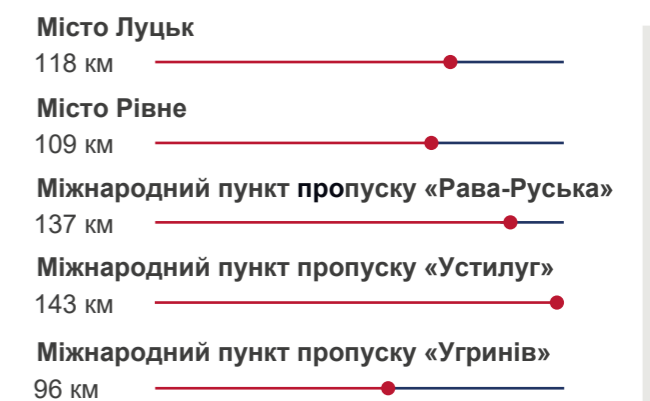 Місто Луцьк
118 км
Місто Рівне
109 км
Міжнародний пункт пропуску «Рава-Руська»
137 км
Міжнародний пункт пропуску «Устилуг»
143 км
Міжнародний пункт пропуску «Угринів»
96 км